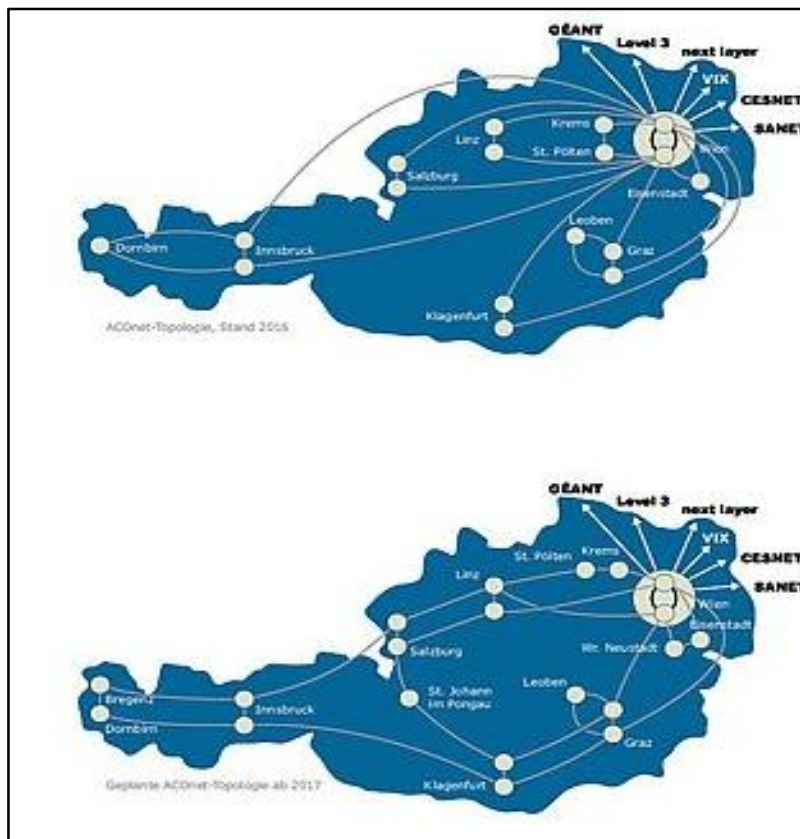 GÉANT
Level 3
next layer
VIX
CESNET
SANET
Krems
Linz
St. Pölten
Wien
Salzburg
Eisenstadt
Leoben
Dornbirn
Innsbruck
Graz
Klagenfurt
ACOnet-Topologie, Stand 2015
GÉANT
Level 3
next layer
VIX
CESNET
SANET
St. Pölten
Krems
Linz
Wien
Eisenstadt
Salzburg
Wr. Neustadt
Leoben
St. Johann
im Pongau
Bregenz
Innsbruck
Dornbirn
Graz
Klagenfurt
Geplante ACOnet-Topologie ab 2017